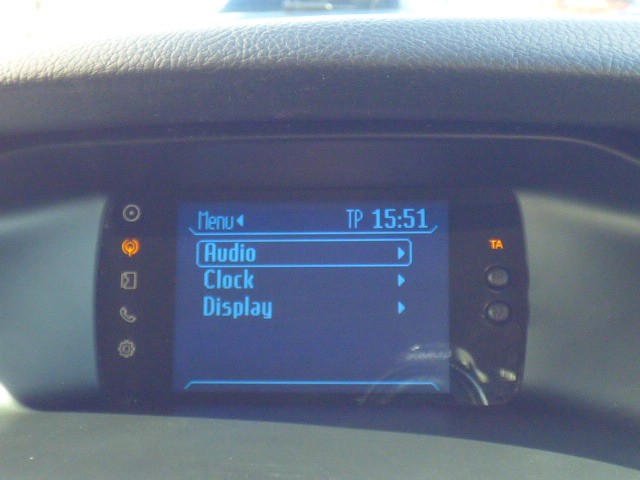 Menu TP 15:51
TA
Audio
Clock
Display